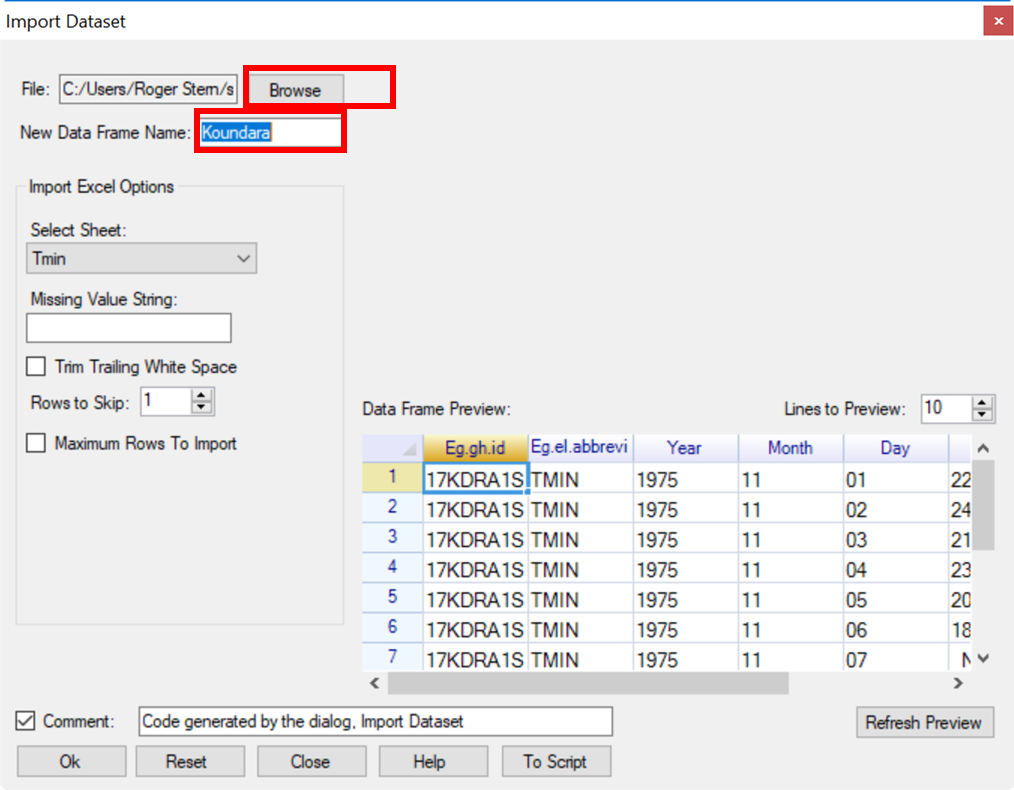 Import Dataset
File: C:/Users/Roger Stern/s Browse
New Data Frame Name: Koundara
Import Excel Options
Select Sheet:
Tmin
Missing Value String:
Trim Trailing White Space
Rows to Skip: 1
Maximum Rows To Import
Data Frame Preview: Lines to Preview: 10
Eg.gh.id Eg.el.abbrevi Year Month Day
1 17KDRA1S TMIN 1975 11 01 22
2 17KDRA1S TMIN 1975 11 02 24
3 17KDRA1S TMIN 1975 11 03 21
4 17KDRA1S TMIN 1975 11 04 23
5 17KDRA1S TMIN 1975 11 05 20
6 17KDRA1S TMIN 1975 11 06 18
7 17KDRA1S TMIN 1975 11 07 N
Comment: Code generated by the dialog, Import Dataset Refresh Preview
Ok Reset Close Help To Script